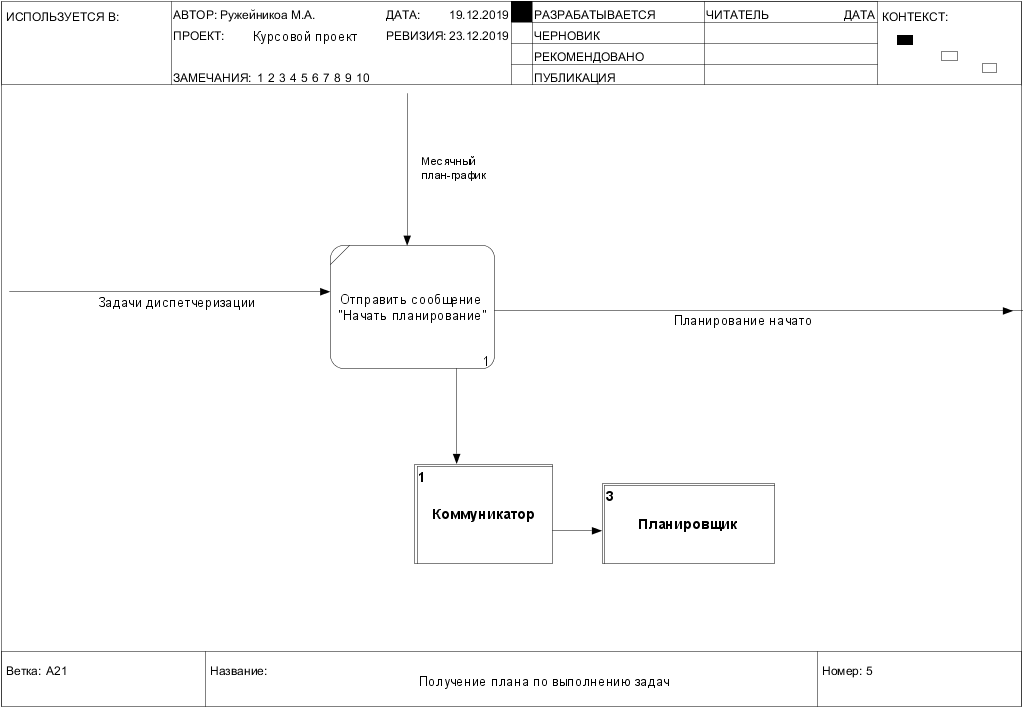 ИСПОЛЬЗУЕТСЯ В:
АВТОР: Ружейникоа М.А.
ДАТА: 19.12.2019
ПРОЕКТ: Курсовой проект
РЕВИЗИЯ: 23.12.2019
ЗАМЕЧАНИЯ: 1 2 3 4 5 6 7 8 9 10
РАЗРАБАТЫВАЕТСЯ
ЧЕРНОВИК
РЕКОМЕНДОВАНО
ПУБЛИКАЦИЯ
ЧИТАТЕЛЬ
ДАТА
КОНТЕКСТ:
Месячный
план-график
Задачи диспетчеризации
Отправить сообщение
"Начать планирование"
1
Планирование начато
1
Коммуникатор
3
Планировщик
Ветка: A21
Название:
Получение плана по выполнению задач
Номер: 5